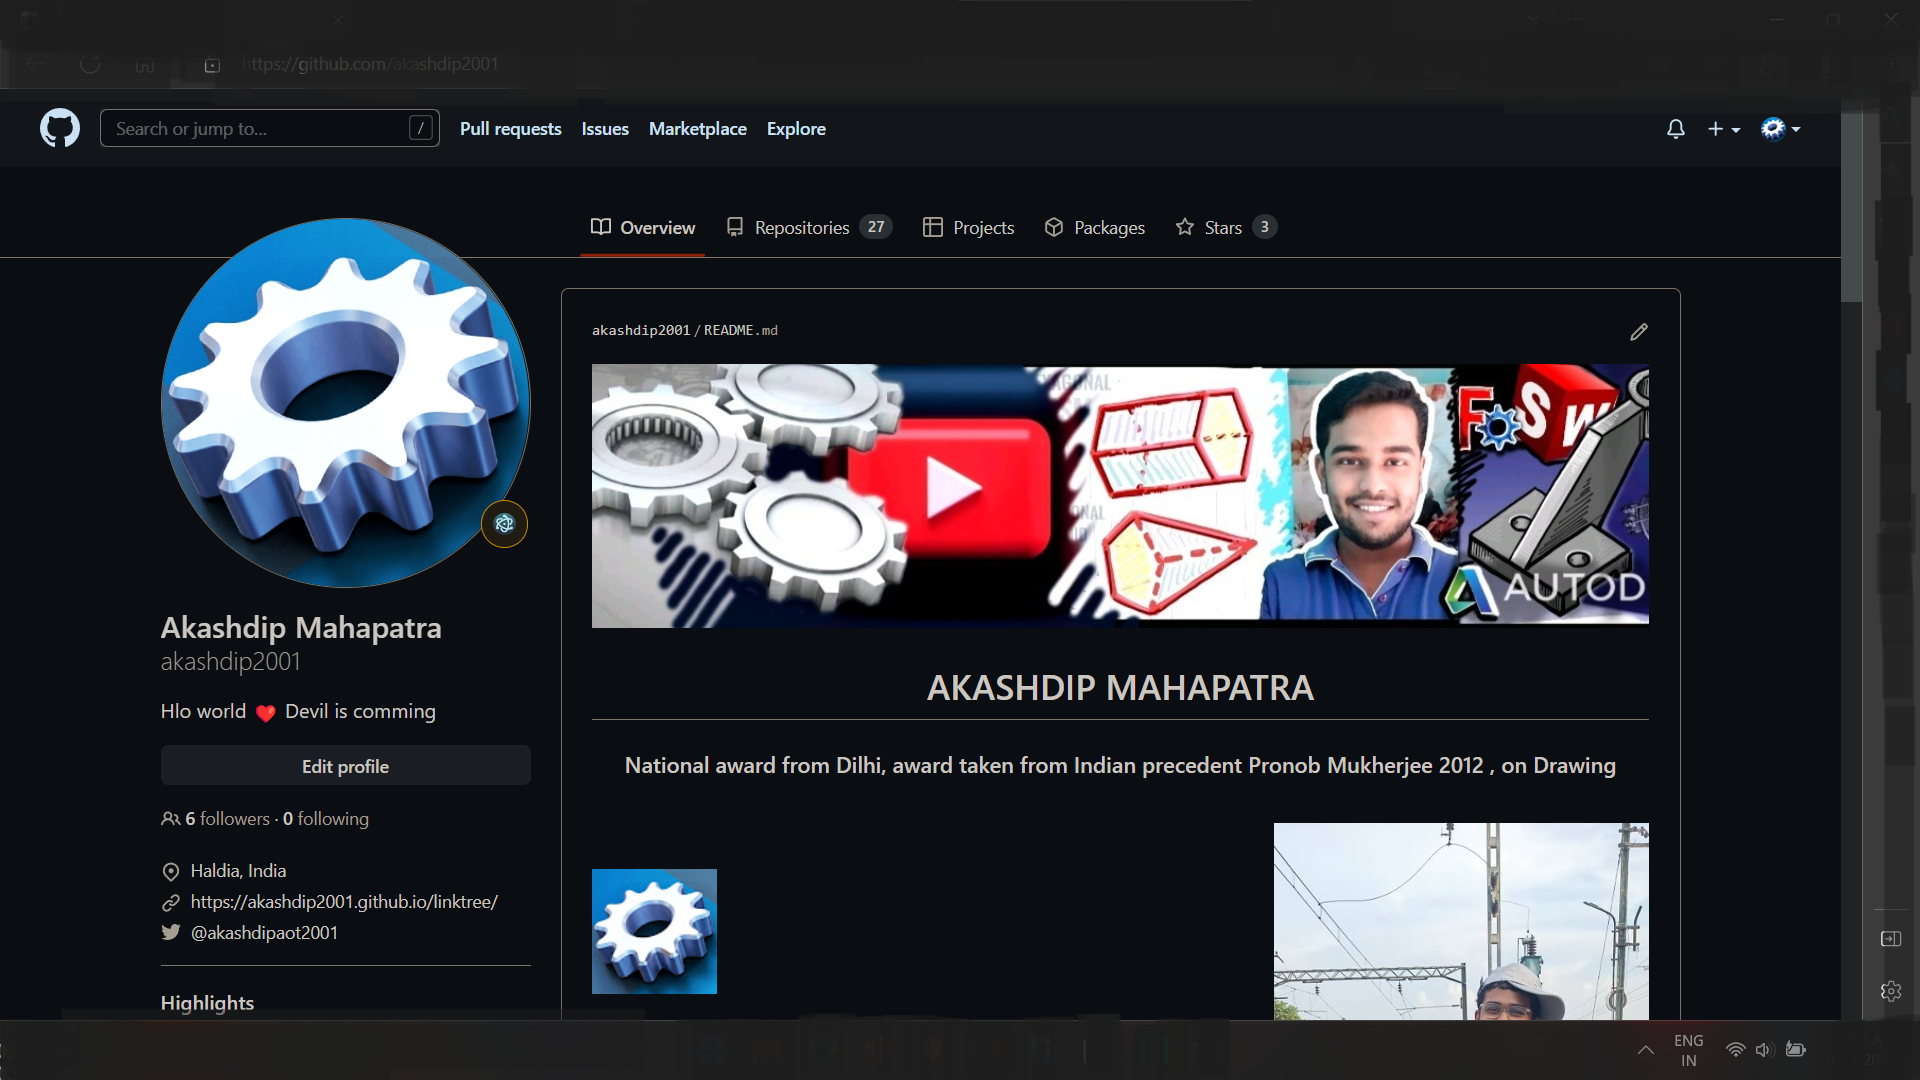 https://github.com/akashdip2001
Search or jump to... /
Pull requests
Issues
Marketplace
Explore
Overview
Repositories 27
Projects
Packages
Stars 3
akashdip2001/README.md
AGONAL
ONAL
F S W
AUTOD
Akashdip Mahapatra
akashdip2001
Hlo world ❤️ Devil is comming
Edit profile
6 followers · 0 following
Haldia, India
https://akashdip2001.github.io/linktree/
@akashdipaot2001
Highlights
AKASHDIP MAHAPATRA
National award from Dilhi, award taken from Indian precedent Pronob Mukherjee 2012 , on Drawing
ENG
IN